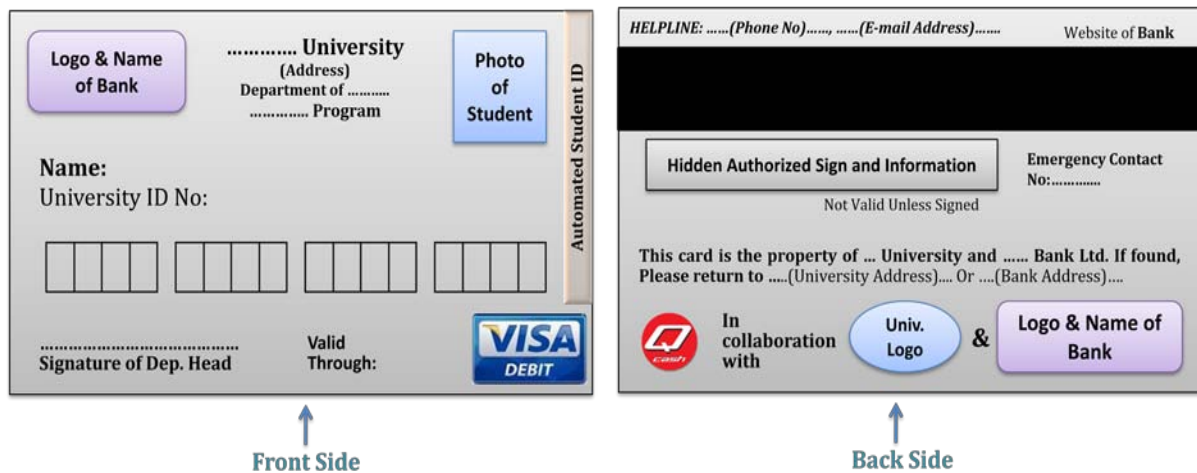 Logo & Name
of Bank
............. University
(Address)
Department of ...........
............... Program
Photo
of
Student
Automated Student ID
Name:
University ID No:
........................................
Signature of Dep. Head
Valid
Through:
VISA
DEBIT
Front Side
HELPLINE: ......(Phone No)....., ......(E-mail Address).......
Website of Bank
Hidden Authorized Sign and Information
Not Valid Unless Signed
Emergency Contact
No:.............
This card is the property of ... University and ...... Bank Ltd. If found,
Please return to .....(University Address).... Or ....(Bank Address)....
Q
cash
In
collaboration
with
Univ.
Logo
&
Logo & Name of
Bank
Back Side